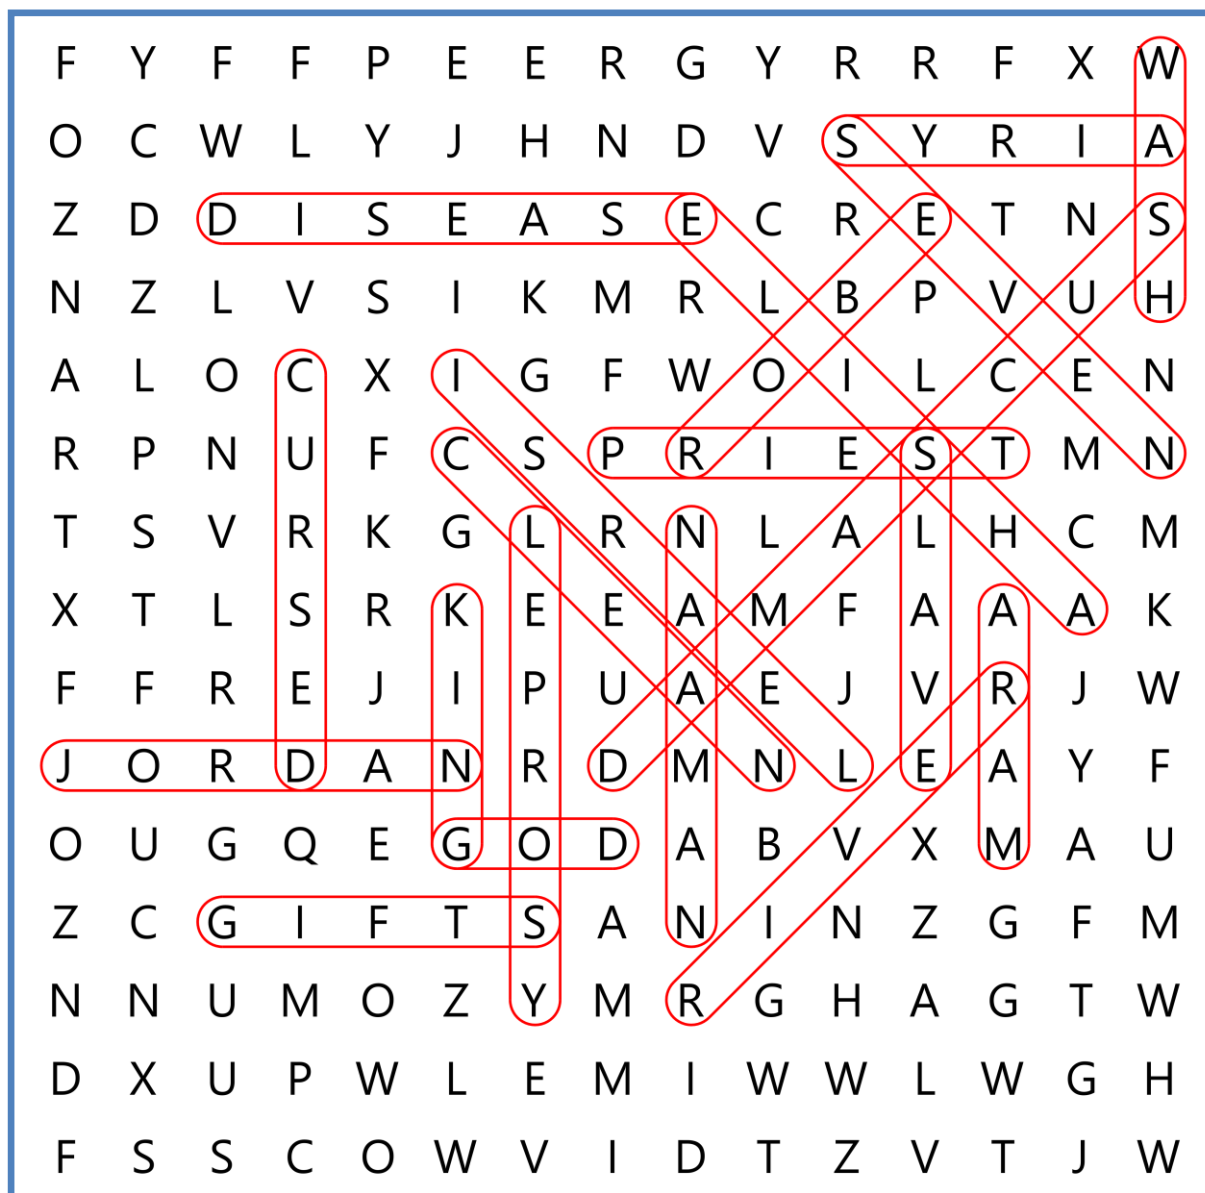 F Y F F P E E R G Y R R F X W
O C W L Y J H N D V S Y R I A
Z D D I S E A S E C R E T N S
N Z L V S I K M R L B P V U H
A L O C X I G F W O I L C E N
R P N U F C S P R I E S T M N
T S V R K G L R N L A L H C M
X T L S R K E E A M F A A A K
F F R E J I P U A E J V R J W
J O R D A N R D M N L E A Y F
O U G Q E G O D A B V X M A U
Z C G I F T S A N I N Z G F M
N N U M O Z Y M R G H A G T W
D X U P W L E M I W W L W G H
F S S C O W V I D T Z V T J W